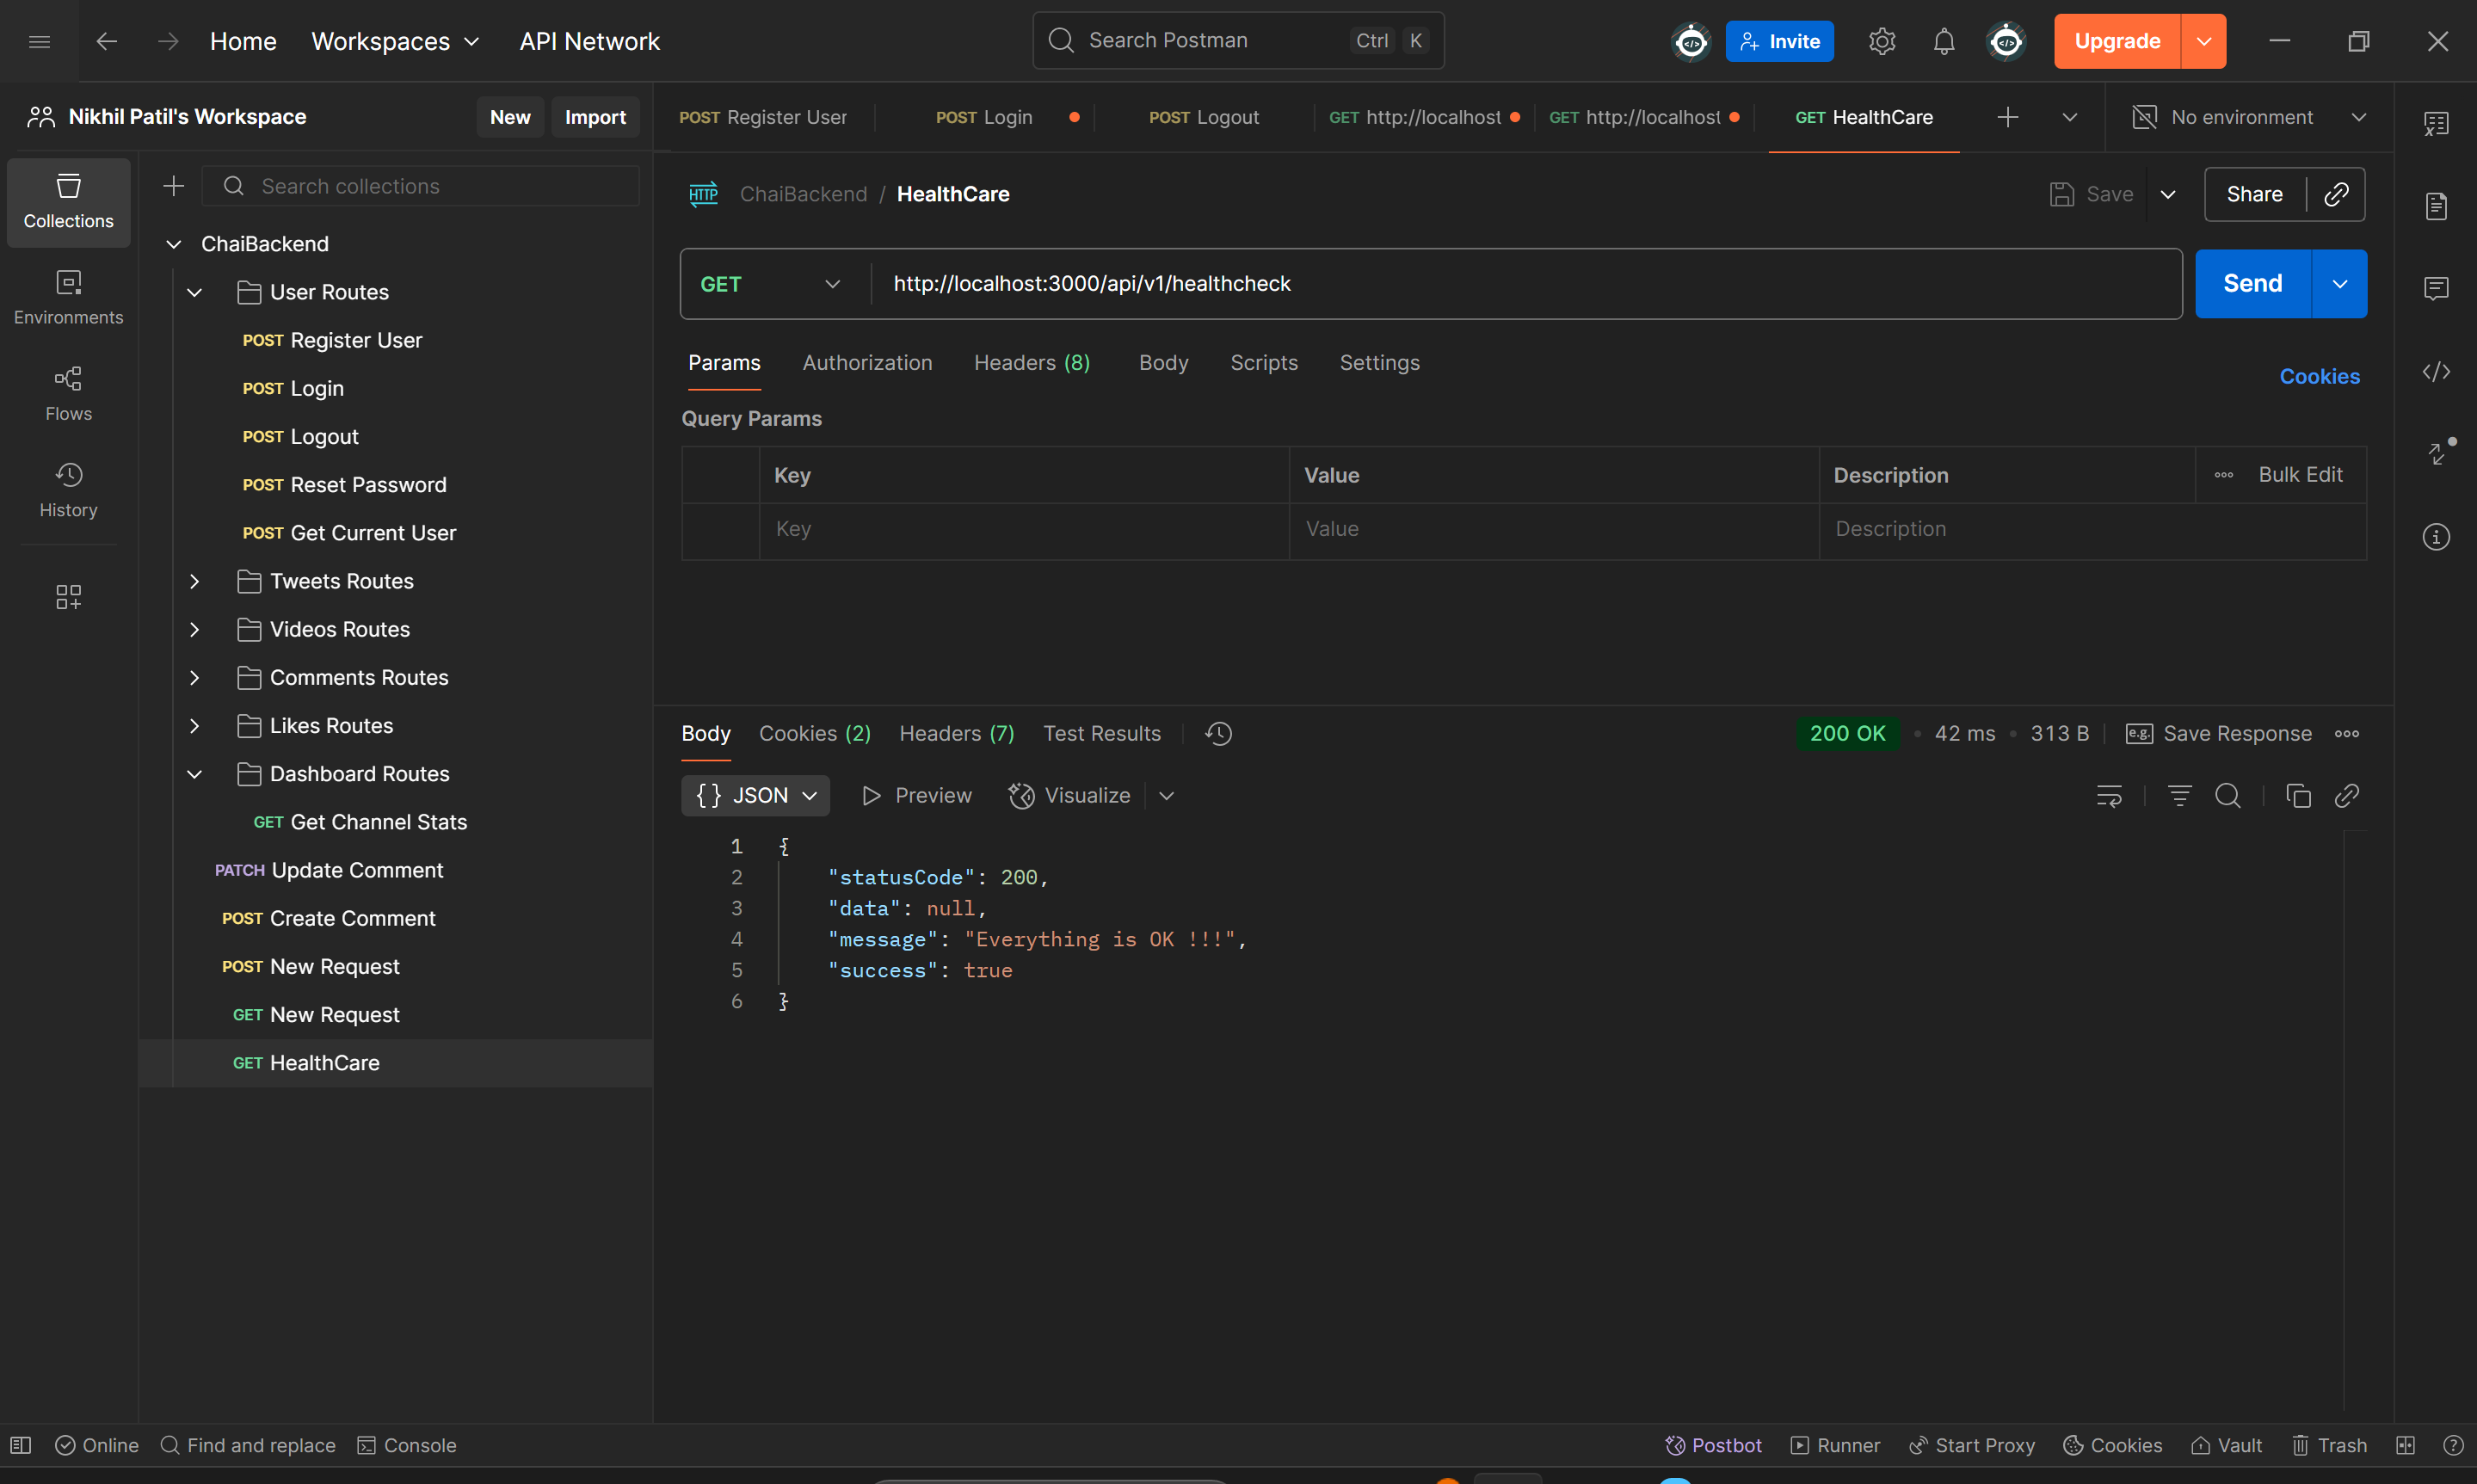 Home Workspaces API Network Search Postman Ctrl K Invite Upgrade
Nikhil Patil's Workspace New Import
POST Register User POST Login POST Logout GET http://localhost GET http://localhost GET HealthCare No environment
Collections
Environments
Flows
History
Search collections
ChaiBackend
User Routes
POST Register User
POST Login
POST Logout
POST Reset Password
POST Get Current User
Tweets Routes
Videos Routes
Comments Routes
Likes Routes
Dashboard Routes
GET Get Channel Stats
PATCH Update Comment
POST Create Comment
POST New Request
GET New Request
GET HealthCare
HTTP ChaiBackend / HealthCare Save Share
GET http://localhost:3000/api/v1/healthcheck Send
Params Authorization Headers (8) Body Scripts Settings Cookies
Query Params
Key Value Description Bulk Edit
Key Value Description
Body Cookies (2) Headers (7) Test Results 200 OK • 42 ms • 313 B e.g. Save Response
{} JSON Preview Visualize
1 {
2 "statusCode": 200,
3 "data": null,
4 "message": "Everything is OK !!!",
5 "success": true
6 }
Online Find and replace Console Postbot Runner Start Proxy Cookies Vault Trash